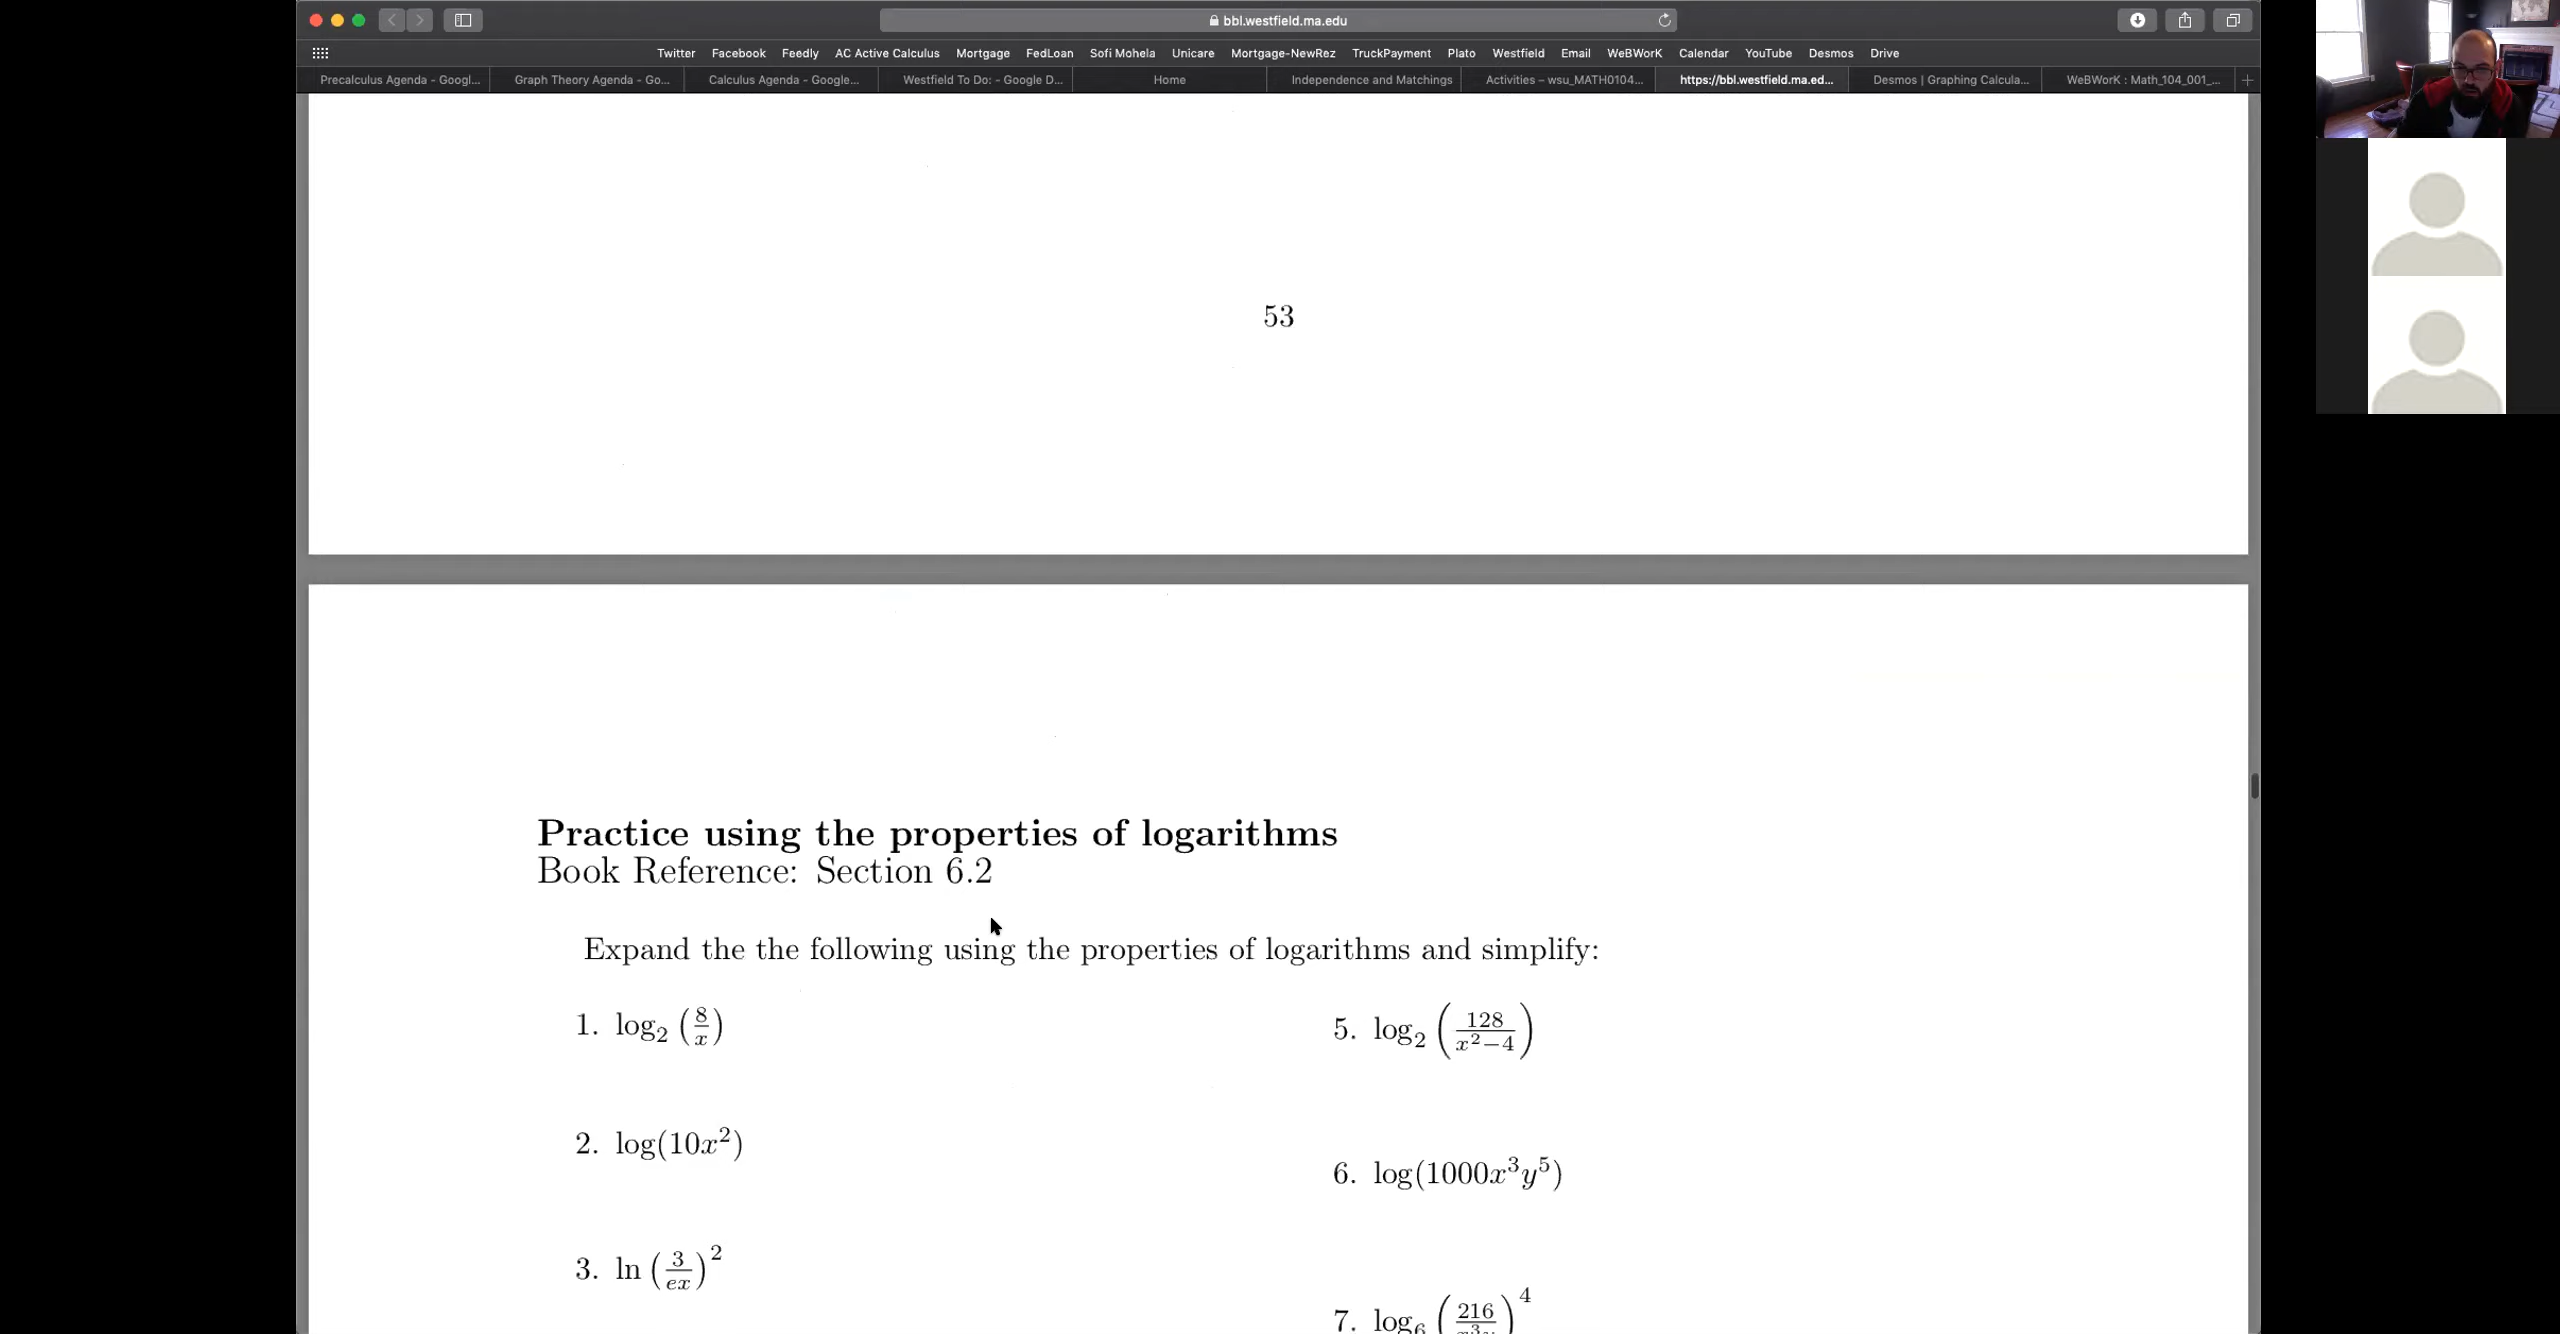 bbl.westfield.ma.edu
Twitter Facebook Feedly AC Active Calculus Mortgage FedLoan Sofi Mohela Unicare Mortgage-NewRez TruckPayment Plato Westfield Email WeBWorK Calendar YouTube Desmos Drive
Precalculus Agenda - Googl... Graph Theory Agenda - Go... Calculus Agenda - Google... Westfield To Do: - Google D... Home Independence and Matchings Activities – wsu_MATH0104... https://bbl.westfield.ma.ed... Desmos | Graphing Calcula... WeBWorK : Math_104_001_...
53
Practice using the properties of logarithms
Book Reference: Section 6.2
Expand the the following using the properties of logarithms and simplify:
1. log₂ (8/x)
2. log(10x²)
3. ln (3/ex)²
5. log₂ (128/x²−4)
6. log(1000x³y⁵)
7. log₆ (216/x³y)⁴